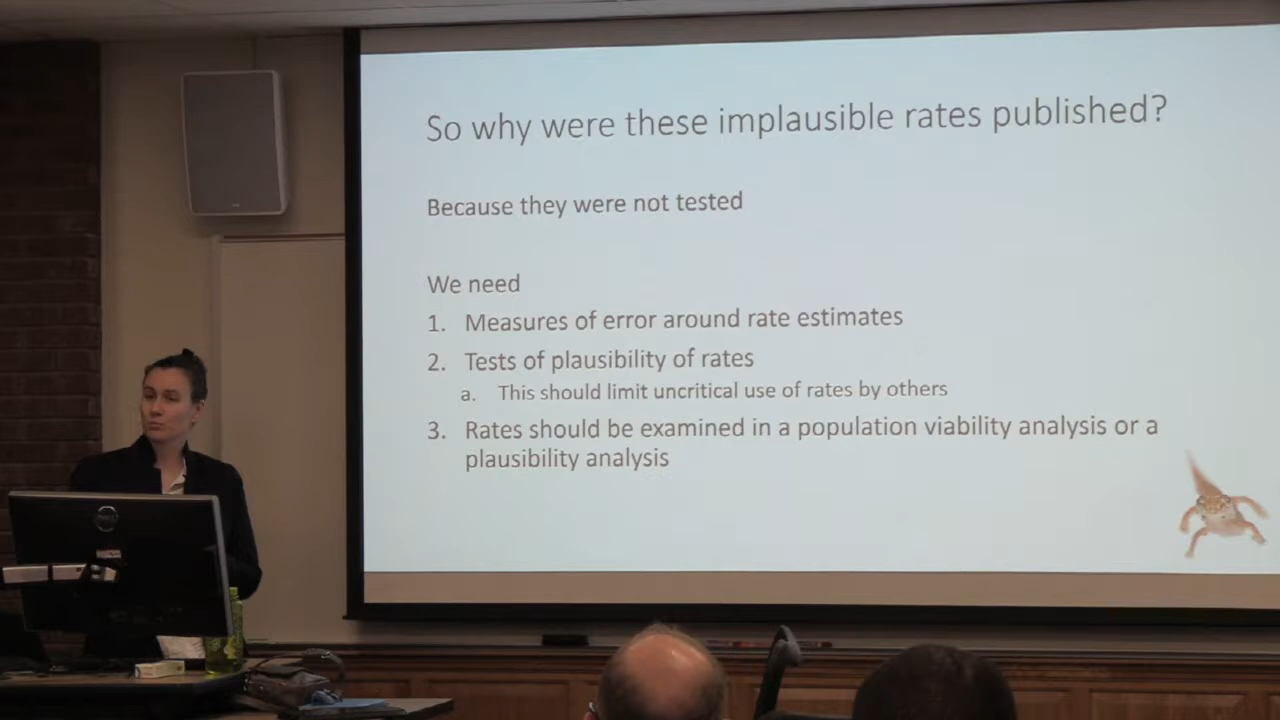 So why were these implausible rates published?
Because they were not tested
We need
1. Measures of error around rate estimates
2. Tests of plausibility of rates
a. This should limit uncritical use of rates by others
3. Rates should be examined in a population viability analysis or a
plausibility analysis
DELL